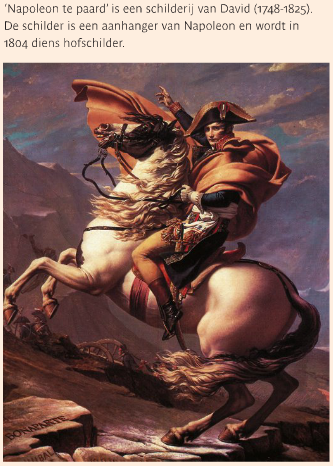 'Napoleon te paard' is een schilderij van David (1748-1825).
De schilder is een aanhanger van Napoleon en wordt in
1804 diens hofschilder.
BONAPARTE